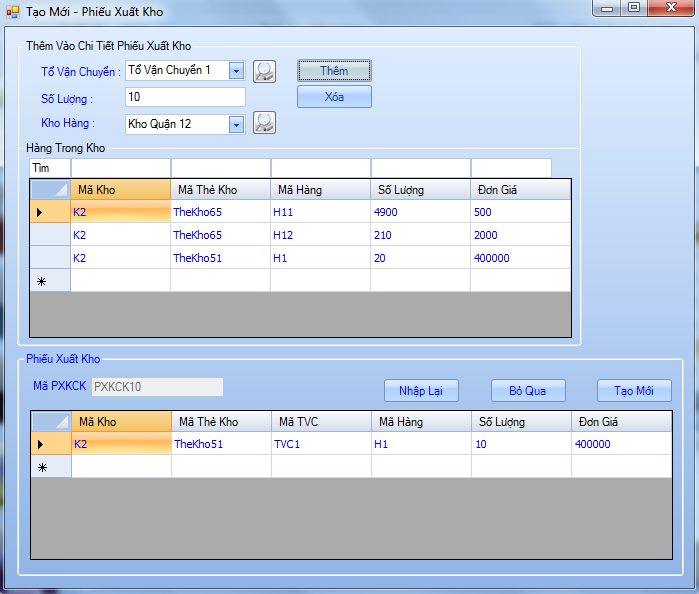 Tạo Mới - Phiếu Xuất Kho
Thêm Vào Chi Tiết Phiếu Xuất Kho
Tổ Vận Chuyển : Tổ Vận Chuyển 1 Thêm
Số Lượng : 10 Xóa
Kho Hàng : Kho Quận 12
Hàng Trong Kho
Tìm
Mã Kho Mã Thẻ Kho Mã Hàng Số Lượng Đơn Giá
K2 TheKho65 H11 4900 500
K2 TheKho65 H12 210 2000
K2 TheKho51 H1 20 400000
Phiếu Xuất Kho
Mã PXKCK PXKCK10 Nhập Lại Bỏ Qua Tạo Mới
Mã Kho Mã Thẻ Kho Mã TVC Mã Hàng Số Lượng Đơn Giá
K2 TheKho51 TVC1 H1 10 400000